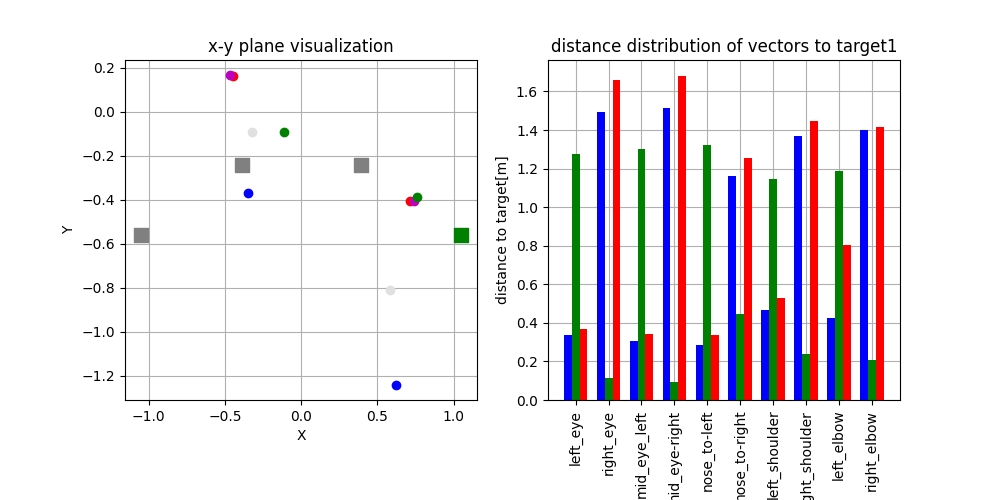 x-y plane visualization
0.2
0.0
−0.2
−0.4
−0.6
−0.8
−1.0
−1.2
−1.0 −0.5 0.0 0.5 1.0
X
Y
distance distribution of vectors to target1
1.6
1.4
1.2
1.0
0.8
0.6
0.4
0.2
0.0
distance to target[m]
left_eye
right_eye
mid_eye_left
mid_eye-right
nose_to-left
nose_to-right
left_shoulder
ght_shoulder
left_elbow
right_elbow